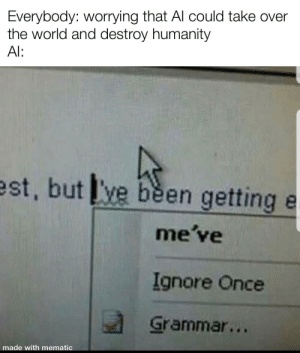 Everybody: worrying that AI could take over
the world and destroy humanity
AI:
est, but I've been getting e
me've
Ignore Once
Grammar...
made with mematic